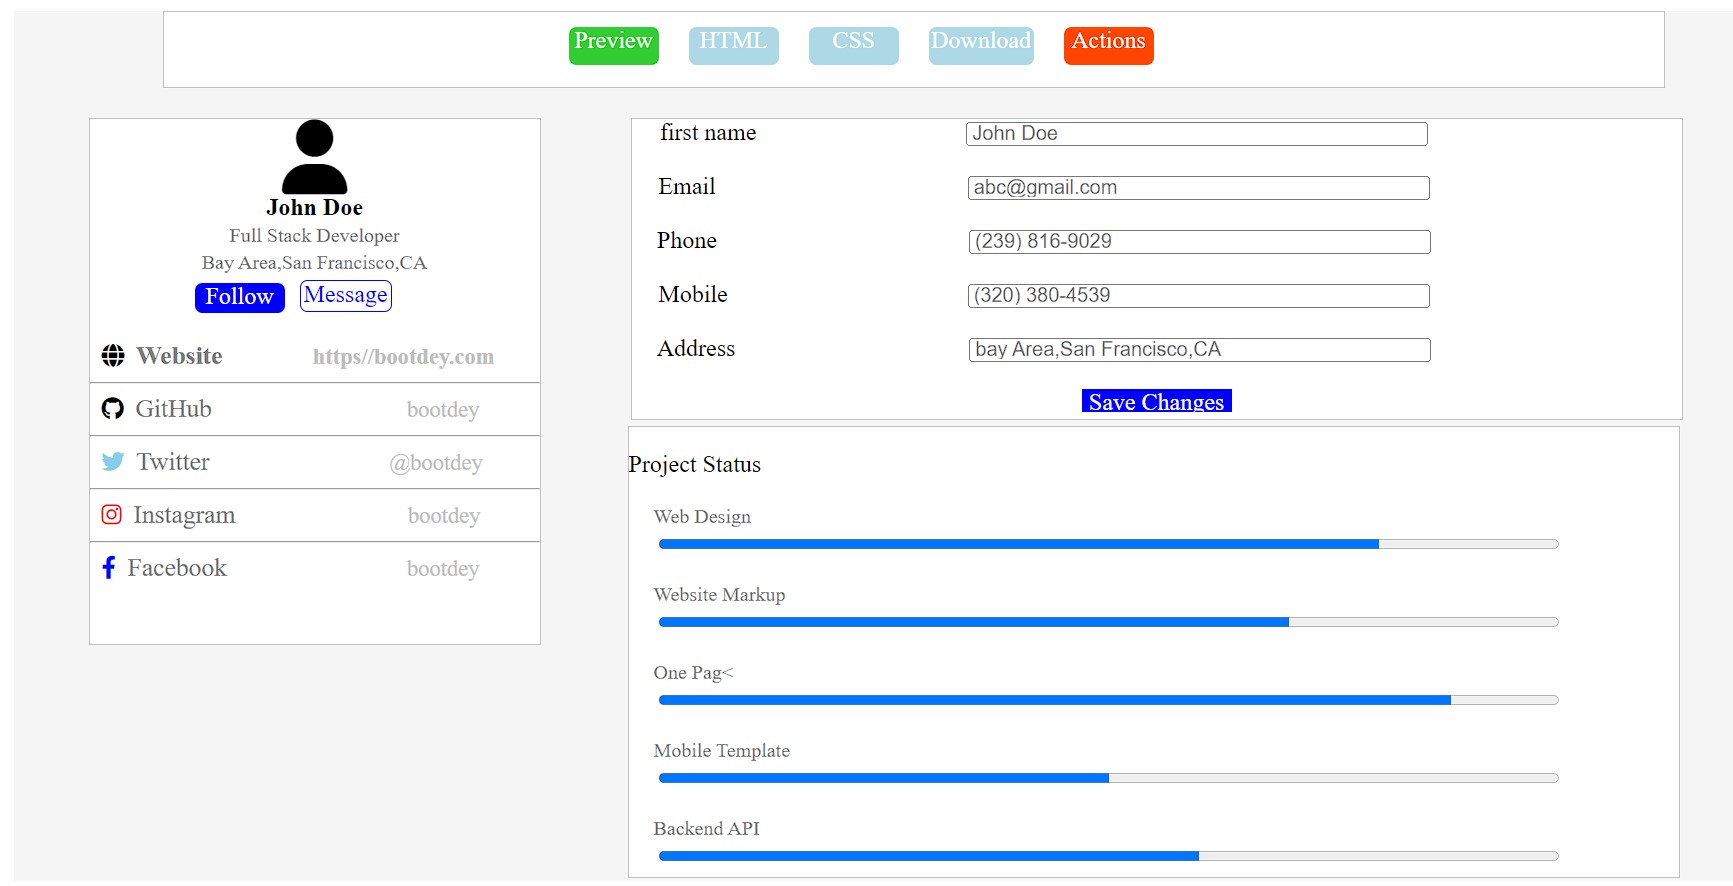 Preview HTML CSS Download Actions
John Doe
Full Stack Developer
Bay Area,San Francisco,CA
Follow Message
Website https//bootdey.com
GitHub bootdey
Twitter @bootdey
Instagram bootdey
Facebook bootdey
first name John Doe
Email abc@gmail.com
Phone (239) 816-9029
Mobile (320) 380-4539
Address bay Area,San Francisco,CA
Save Changes
Project Status
Web Design
Website Markup
One Pag<
Mobile Template
Backend API